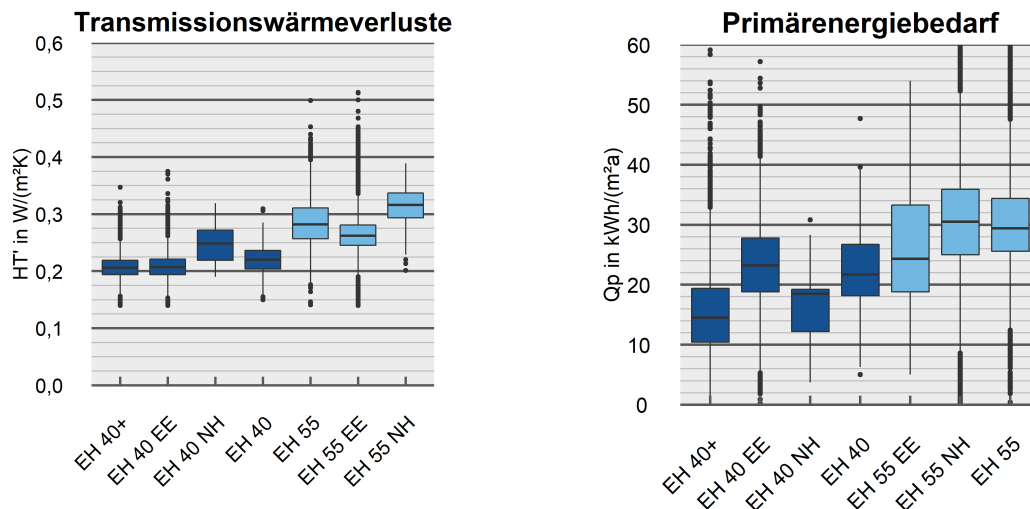 Transmissionswärmeverluste
HT' in W/(m²K)
0,6
0,5
0,4
0,3
0,2
0,1
0,0
EH 40+
EH 40 EE
EH 40 NH
EH 40
EH 55
EH 55 EE
EH 55 NH
Primärenergiebedarf
Qp in kWh/(m²a)
60
50
40
30
20
10
0
EH 40+
EH 40 EE
EH 40 NH
EH 40
EH 55 EE
EH 55 NH
EH 55